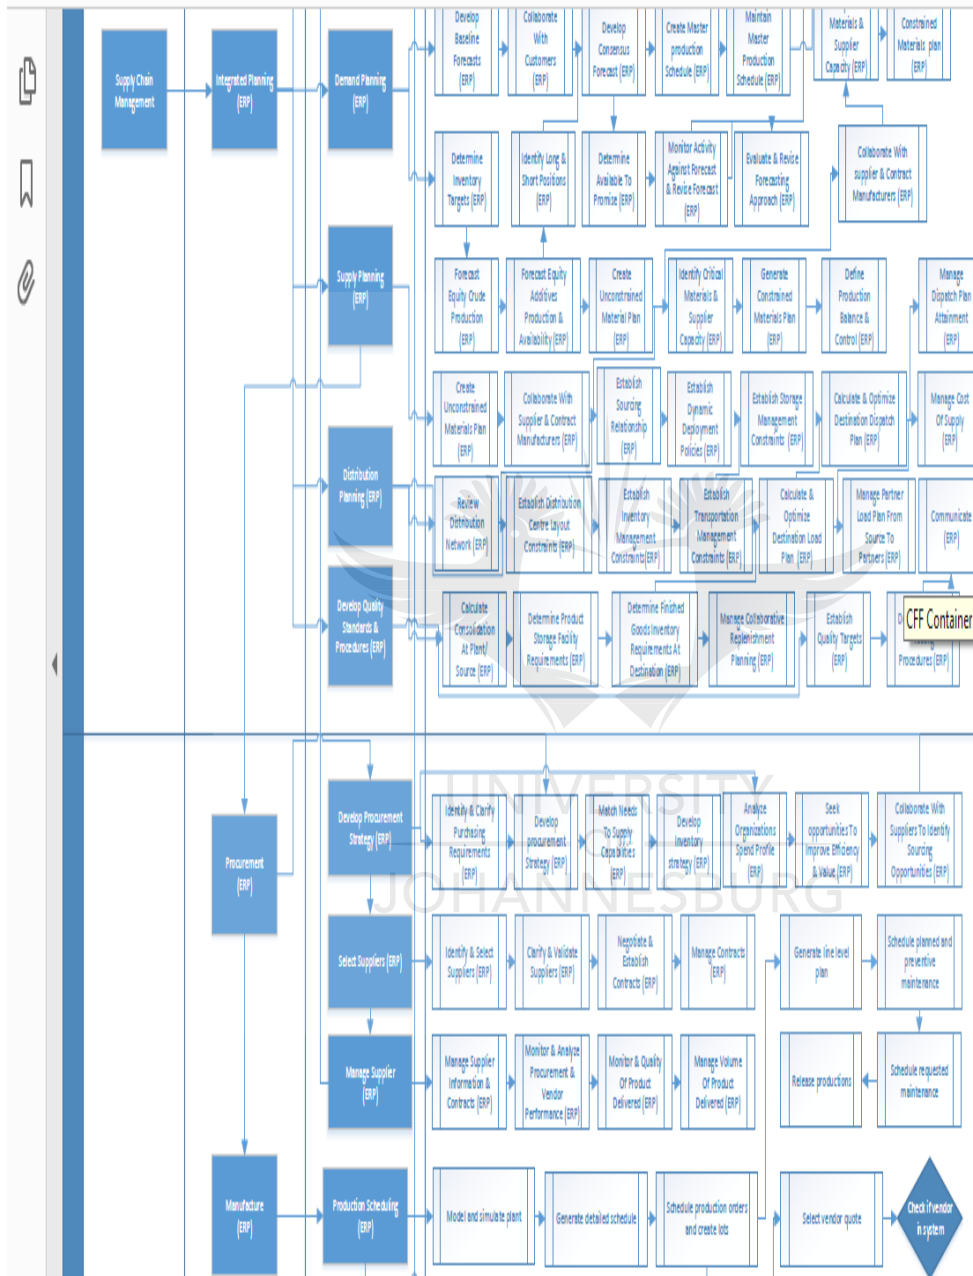 Supply Chain
Management
Integrated Planning
(ERP)
Demand Planning
(ERP)
Develop
Baseline
Forecasts
(ERP)
Collaborate
With
Customers
(ERP)
Develop
Consensus
Forecast (ERP)
Create Master
production
Schedule (ERP)
Maintain
Master
Production
Schedule (ERP)
Materials &
Supplier
Capacity (ERP)
Constrained
Materials plan
(ERP)
Determine
Inventory
Targets (ERP)
Identify Long &
Short Positions
(ERP)
Determine
Available To
Promise (ERP)
Monitor Activity
Against Forecast
& Revise Forecast
(ERP)
Evaluate & Revise
Forecasting
Approach (ERP)
Collaborate With
supplier & Contract
Manufacturers (ERP)
Supply Planning
(ERP)
Forecast
Equity Crude
Production
(ERP)
Forecast Equity
Additives
Production &
Availability (ERP)
Create
Unconstrained
Material Plan
(ERP)
Identify Critical
Materials &
Supplier
Capacity (ERP)
Generate
Constrained
Materials Plan
(ERP)
Define
Production
Balance &
Control (ERP)
Manage
Dispatch Plan
Attainment
(ERP)
Create
Unconstrained
Materials Plan
(ERP)
Collaborate With
Supplier & Contract
Manufacturers (ERP)
Establish
Sourcing
Relationship
(ERP)
Establish
Dynamic
Deployment
Policies (ERP)
Establish Storage
Management
Constraints (ERP)
Calculate & Optimize
Destination Dispatch
Plan (ERP)
Manage Cost
Of Supply
(ERP)
Distribution
Planning (ERP)
Review
Distribution
Network (ERP)
Establish Distribution
Centre Layout
Constraints (ERP)
Establish
Inventory
Management
Constraints(ERP)
Establish
Transportation
Management
Constraints (ERP)
Calculate &
Optimize
Destination Load
Plan (ERP)
Manage Partner
Load Plan From
Source To
Partners (ERP)
Communicate
(ERP)
Develop Quality
Standards &
Procedures (ERP)
Calculate
Consolidation
At Plant/
Source (ERP)
Determine Product
Storage Facility
Requirements (ERP)
Determine Finished
Goods Inventory
Requirements At
Destination (ERP)
Manage Collaborative
Replenishment
Planning (ERP)
Establish
Quality Targets
(ERP)
Procedures (ERP)
CFF Container
UNIVERSITY
OF
JOHANNESBURG
Procurement
(ERP)
Develop Procurement
Strategy (ERP)
Identify & Clarify
Purchasing
Requirements
(ERP)
Develop
procurement
Strategy (ERP)
Match Needs
To Supply
Capabilities
(ERP)
Develop
Inventory
strategy (ERP)
Analyze
Organizations
Spend Profile
(ERP)
Seek
opportunities To
Improve Efficiency
& Value (ERP)
Collaborate With
Suppliers To Identify
Sourcing
Opportunities (ERP)
Select Suppliers (ERP)
Identify & Select
Suppliers (ERP)
Clarify & Validate
Suppliers (ERP)
Negotiate &
Establish
Contracts (ERP)
Manage Contracts
(ERP)
Generate line level
plan
Schedule planned
and preventive
maintenance
Manage Supplier
(ERP)
Manage Supplier
Information &
Contracts (ERP)
Monitor & Analyze
Procurement &
Vendor
Performance (ERP)
Monitor & Quality
Of Product
Delivered (ERP)
Manage Volume
Of Product
Delivered (ERP)
Release productions
Schedule requested
maintenance
Manufacture
(ERP)
Production Scheduling
(ERP)
Model and simulate plant
Generate detailed schedule
Schedule production orders
and create lots
Select vendor quote
Check if vendor
in system